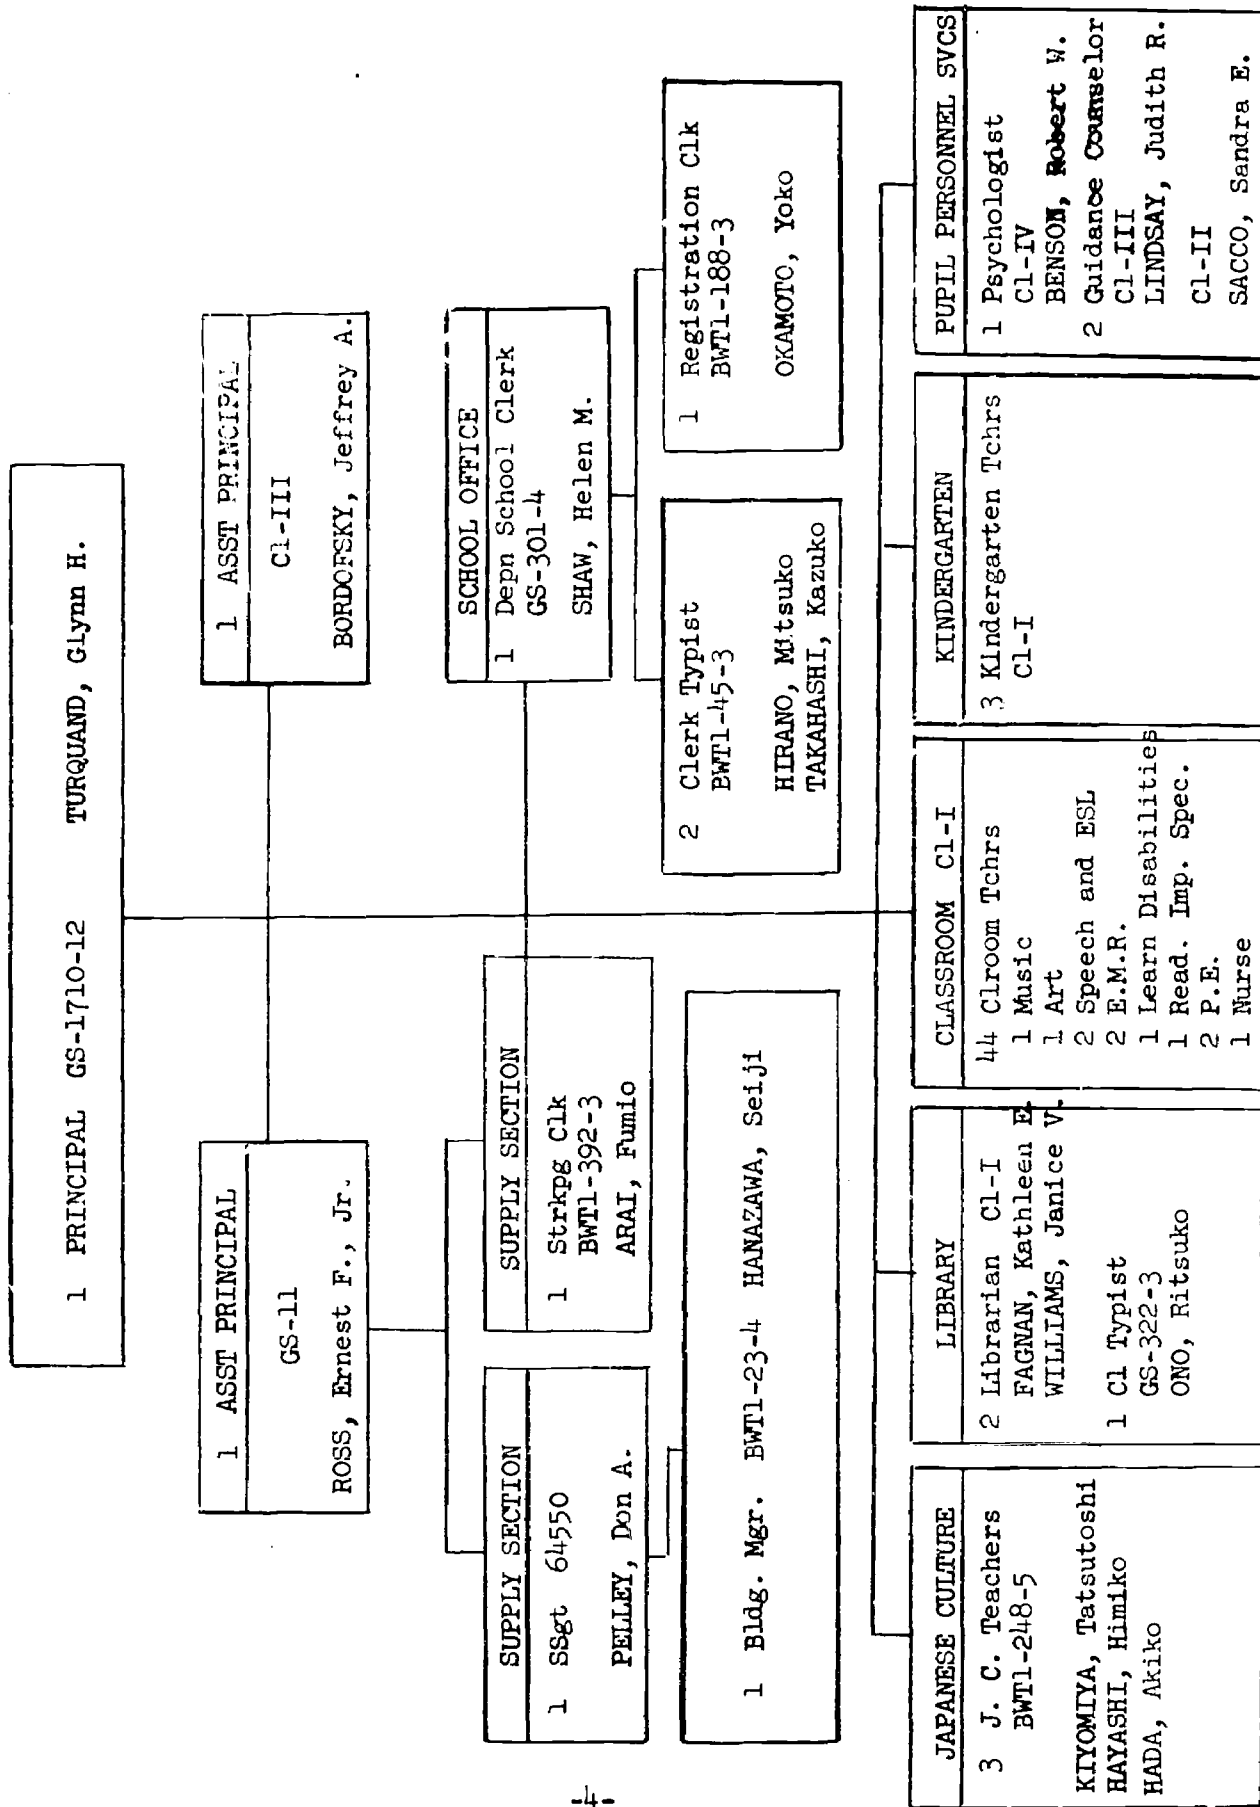 1 PRINCIPAL GS-1710-12 TURQUAND, Glynn H.
1 ASST PRINCIPAL
GS-11
ROSS, Ernest F., Jr.
1 ASST PRINCIPAL
Cl-III
BORDOFSKY, Jeffrey A.
SUPPLY SECTION
1 SSgt 64550
PELLEY, Don A.
SUPPLY SECTION
1 Strkpg Clk
BWT1-392-3
ARAI, Fumio
SCHOOL OFFICE
1 Depn School Clerk
GS-301-4
SHAW, Helen M.
1 Bldg. Mgr. BWT1-23-4 HANAZAWA, Seiji
2 Clerk Typist
BWT1-45-3
HIRANO, Mitsuko
TAKAHASHI, Kazuko
1 Registration Clk
BWT1-188-3
OKAMOTO, Yoko
JAPANESE CULTURE
3 J. C. Teachers
BWT1-248-5
KIYOMIYA, Tatsutoshi
HAYASHI, Himiko
HADA, Akiko
LIBRARY
2 Librarian Cl-I
FAGNAN, Kathleen E.
WILLIAMS, Janice V.
1 Cl Typist
GS-322-3
ONO, Ritsuko
CLASSROOM Cl-I
44 Clroom Tchrs
1 Music
1 Art
2 Speech and ESL
2 E.M.R.
1 Learn Disabilities
1 Read. Imp. Spec.
2 P.E.
1 Nurse
KINDERGARTEN
3 Kindergarten Tchrs
Cl-I
PUPIL PERSONNEL SVCS
1 Psychologist
Cl-IV
BENSON, Robert W.
2 Guidance Counselor
Cl-III
LINDSAY, Judith R.
Cl-II
SACCO, Sandra E.
-4-